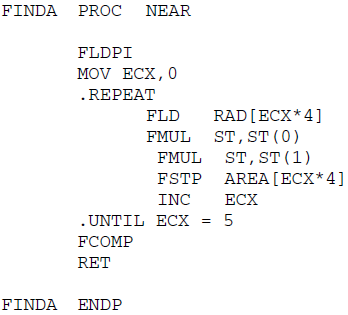 FINDA PROC NEAR
FLDPI
MOV ECX,0
.REPEAT
FLD RAD[ECX*4]
FMUL ST,ST(0)
FMUL ST,ST(1)
FSTP AREA[ECX*4]
INC ECX
.UNTIL ECX = 5
FCOMP
RET
FINDA ENDP